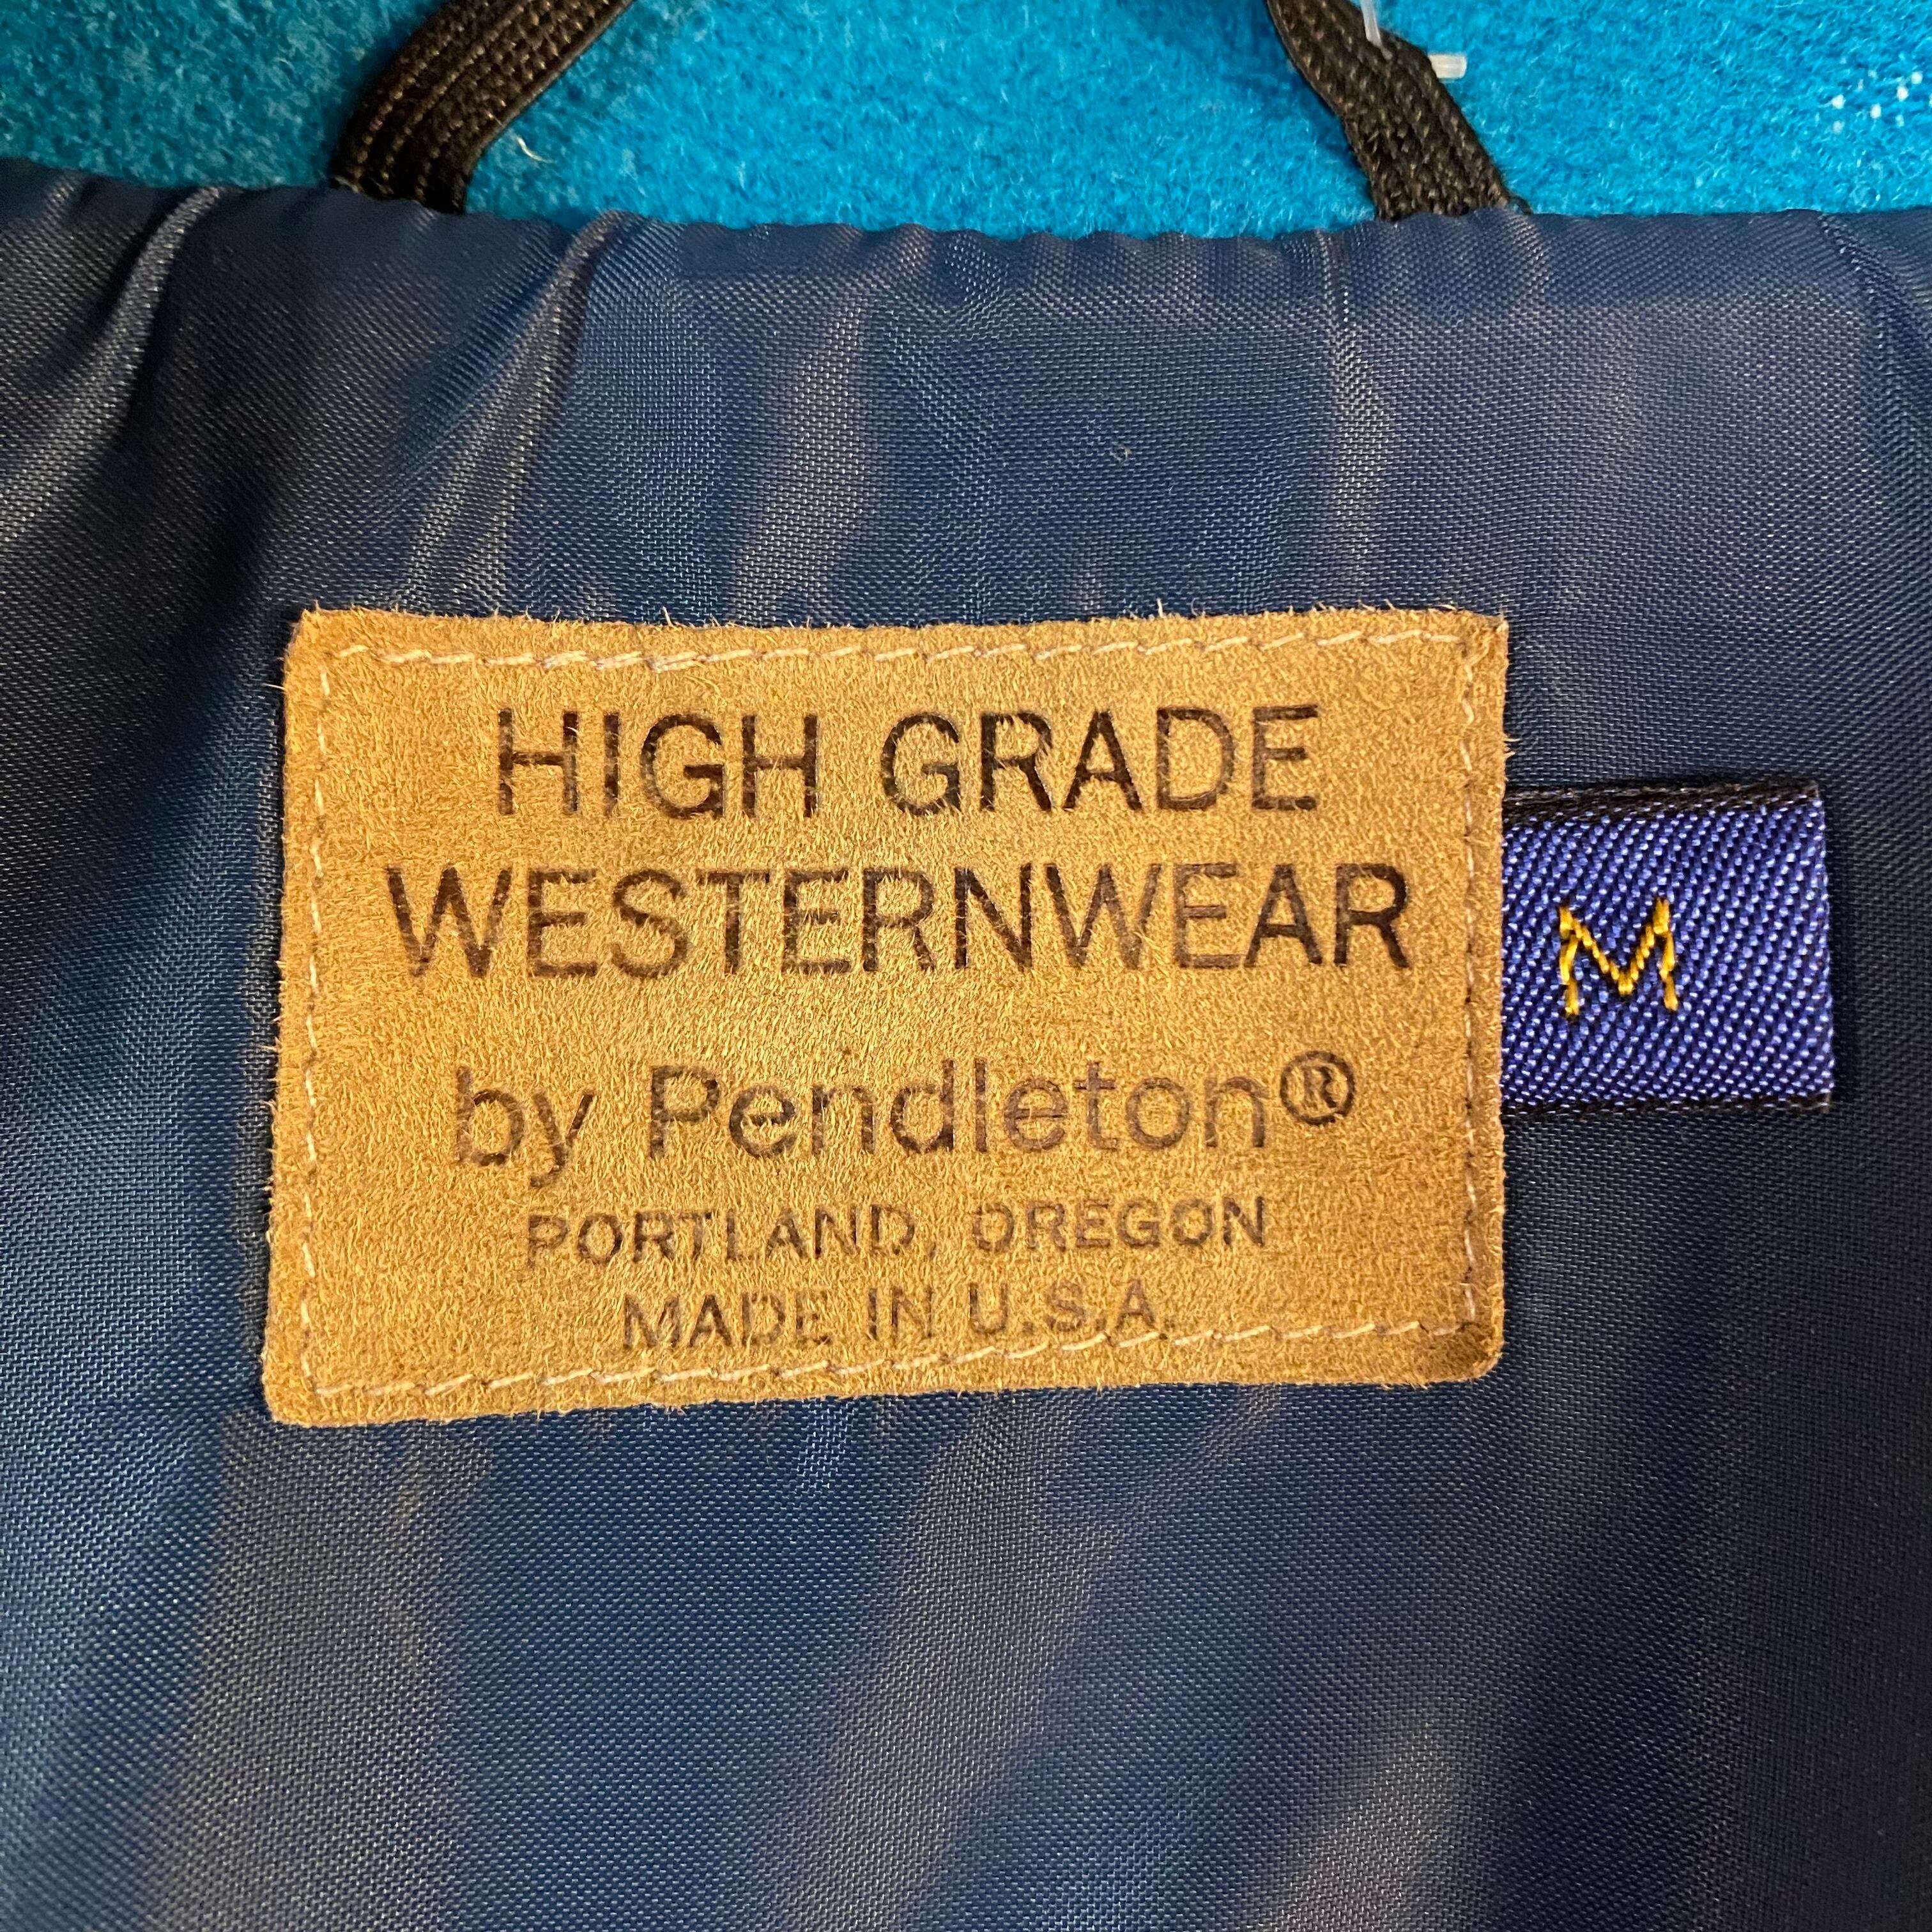 HIGH GRADE
WESTERNWEAR
by Pendleton®
PORTLAND, OREGON
MADE IN U.S.A.
M